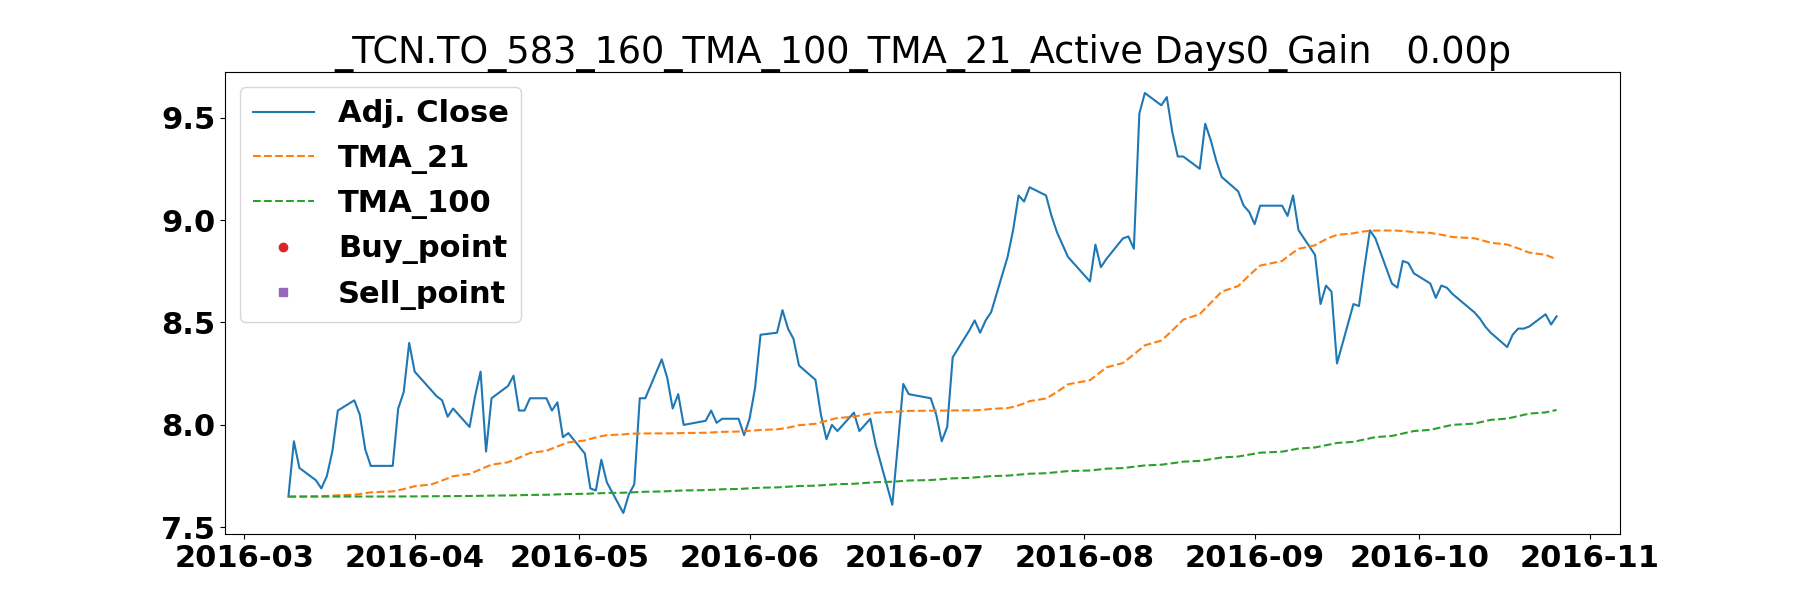 _TCN.TO_583_160_TMA_100_TMA_21_Active Days0_Gain   0.00p
Adj. Close
TMA_21
TMA_100
Buy_point
Sell_point
9.5
9.0
8.5
8.0
7.5
2016-03 2016-04 2016-05 2016-06 2016-07 2016-08 2016-09 2016-10 2016-11